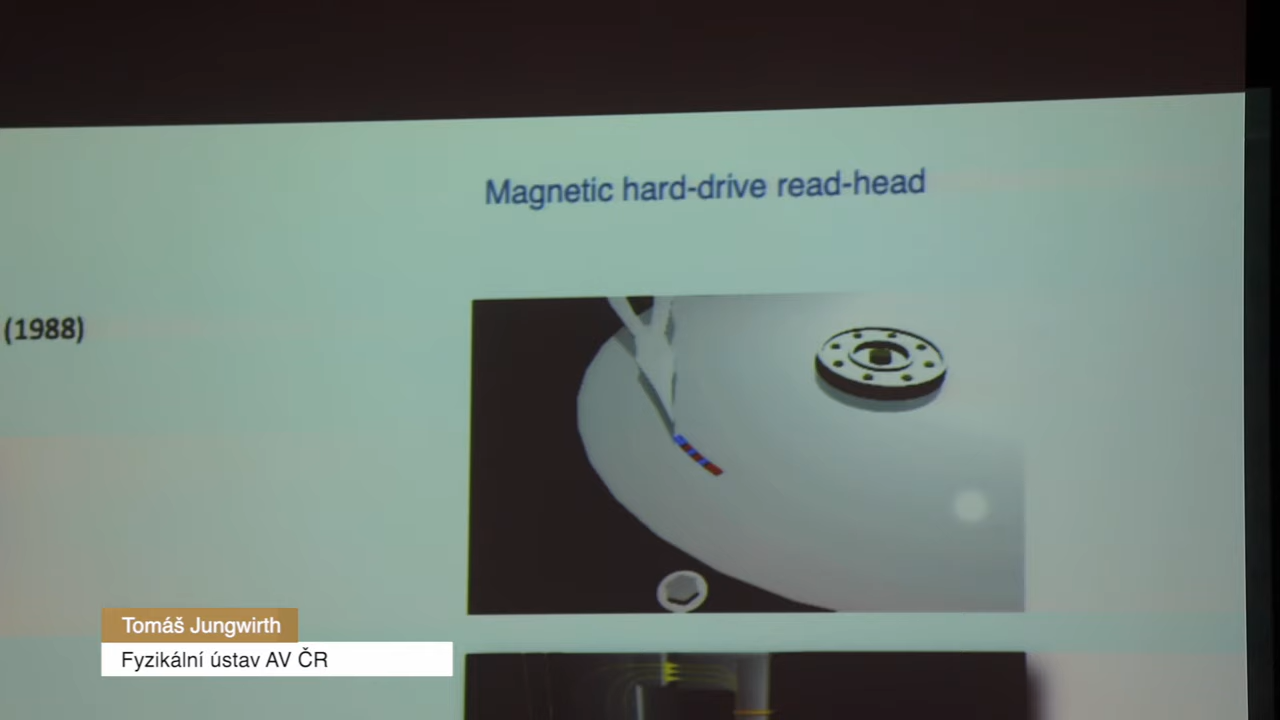 Magnetic hard-drive read-head
(1988)
Tomáš Jungwirth
Fyzikální ústav AV ČR